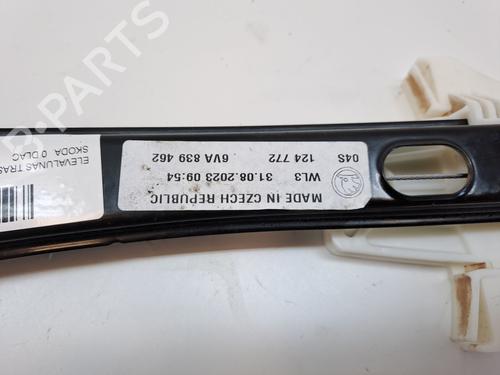 MADE IN CZECH REPUBLIC
WL3 31.08.2023 09:54
124 772 6VA 839 462
04S
ELEVALUNAS TRAS
SKODA 0 DLAC
BPARTS